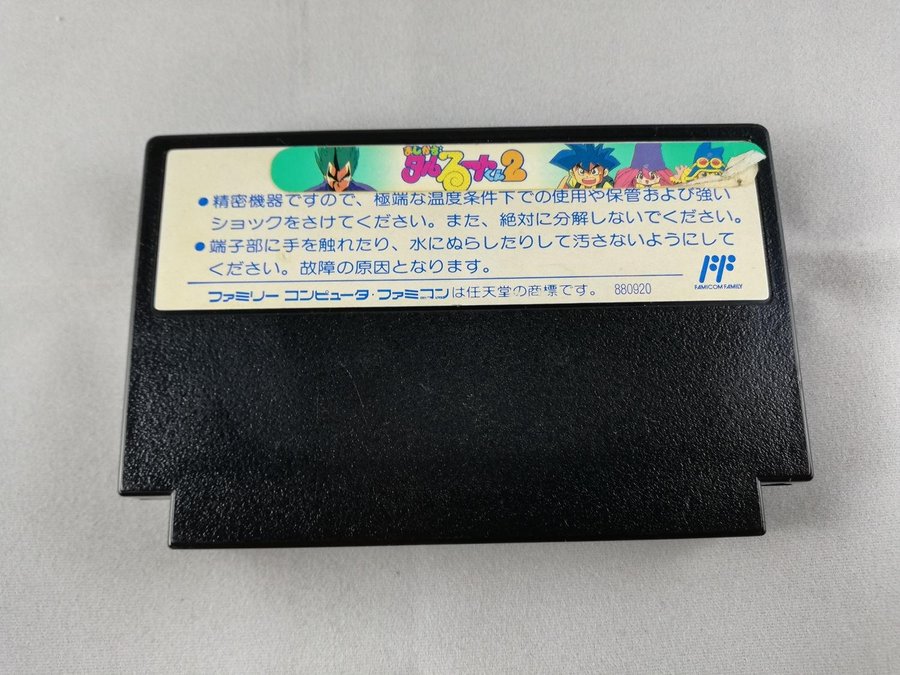 まじかる
タルるートくん2
●精密機器ですので、極端な温度条件下での使用や保管および強い
ショックをさけてください。また、絶対に分解しないでください。
●端子部に手を触れたり、水にぬらしたりして汚さないようにして
ください。故障の原因となります。
ファミリー コンピュータ・ファミコンは任天堂の商標です。 880920
FAMICOM FAMILY